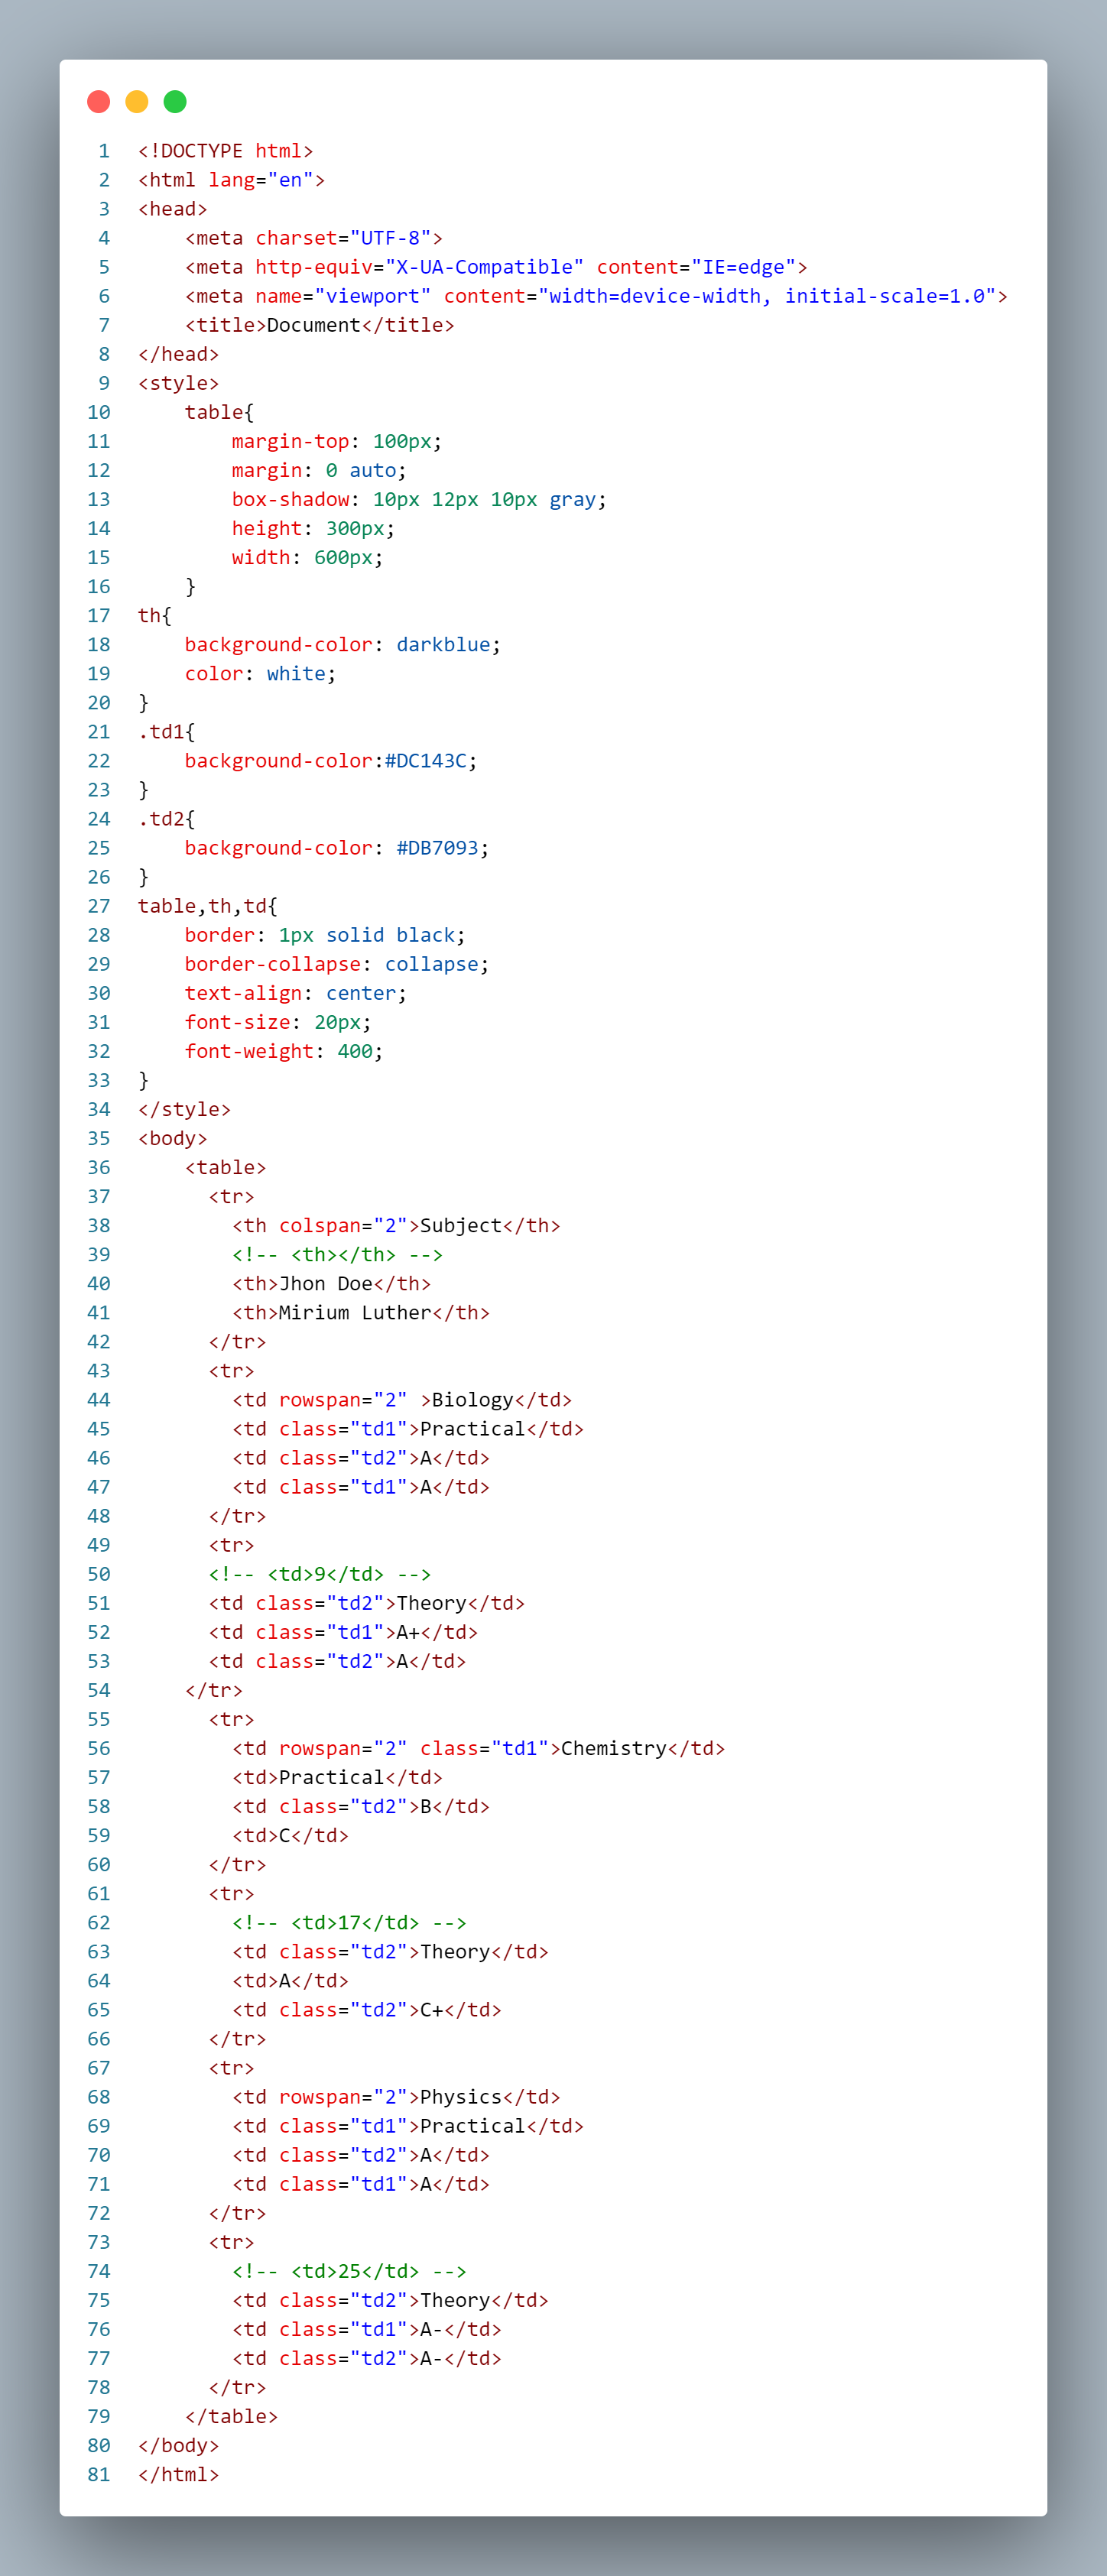 1 <!DOCTYPE html>
2 <html lang="en">
3 <head>
4     <meta charset="UTF-8">
5     <meta http-equiv="X-UA-Compatible" content="IE=edge">
6     <meta name="viewport" content="width=device-width, initial-scale=1.0">
7     <title>Document</title>
8 </head>
9 <style>
10     table{
11         margin-top: 100px;
12         margin: 0 auto;
13         box-shadow: 10px 12px 10px gray;
14         height: 300px;
15         width: 600px;
16     }
17 th{
18     background-color: darkblue;
19     color: white;
20 }
21 .td1{
22     background-color:#DC143C;
23 }
24 .td2{
25     background-color: #DB7093;
26 }
27 table,th,td{
28     border: 1px solid black;
29     border-collapse: collapse;
30     text-align: center;
31     font-size: 20px;
32     font-weight: 400;
33 }
34 </style>
35 <body>
36     <table>
37       <tr>
38         <th colspan="2">Subject</th>
39         <!-- <th></th> -->
40         <th>Jhon Doe</th>
41         <th>Mirium Luther</th>
42       </tr>
43       <tr>
44         <td rowspan="2" >Biology</td>
45         <td class="td1">Practical</td>
46         <td class="td2">A</td>
47         <td class="td1">A</td>
48       </tr>
49       <tr>
50       <!-- <td>9</td> -->
51       <td class="td2">Theory</td>
52       <td class="td1">A+</td>
53       <td class="td2">A</td>
54     </tr>
55       <tr>
56         <td rowspan="2" class="td1">Chemistry</td>
57         <td>Practical</td>
58         <td class="td2">B</td>
59         <td>C</td>
60       </tr>
61       <tr>
62         <!-- <td>17</td> -->
63         <td class="td2">Theory</td>
64         <td>A</td>
65         <td class="td2">C+</td>
66       </tr>
67       <tr>
68         <td rowspan="2">Physics</td>
69         <td class="td1">Practical</td>
70         <td class="td2">A</td>
71         <td class="td1">A</td>
72       </tr>
73       <tr>
74         <!-- <td>25</td> -->
75         <td class="td2">Theory</td>
76         <td class="td1">A-</td>
77         <td class="td2">A-</td>
78       </tr>
79     </table>
80 </body>
81 </html>